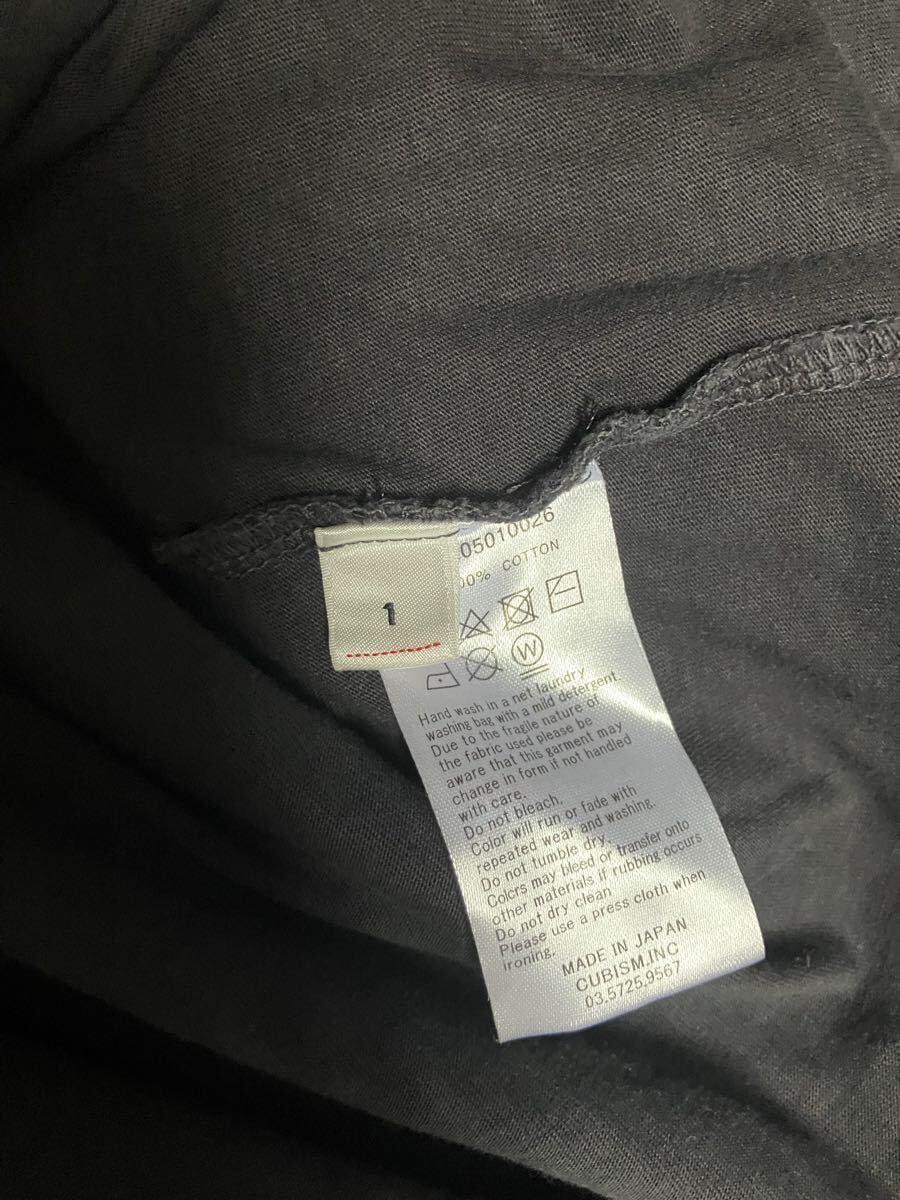 05010026
00% COTTON
1
W
Hand wash in a net laundry
washing bag with a mild detergent.
Due to the fragile nature of
the fabric used please be
aware that this garment may
change in form if not handled
with care.
Do not bleach.
Color will run or fade with
repeated wear and washing.
Do not tumble dry.
Colors may bleed or transfer onto
other materials if rubbing occurs
Do not dry clean
Please use a press cloth when
ironing.
MADE IN JAPAN
CUBISM.INC
03.5725.9567